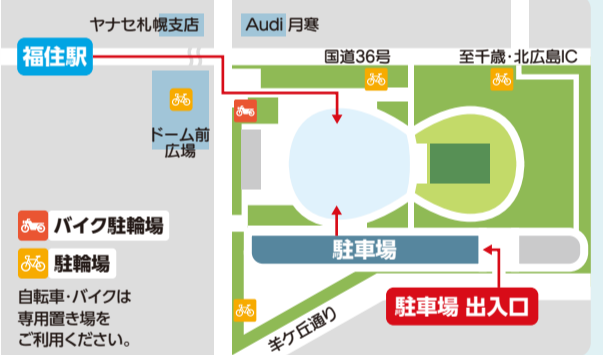 ヤナセ札幌支店
Audi 月寒
福住駅
国道36号
至千歳・北広島IC
ドーム前
広場
バイク駐輪場
駐輪場
自転車・バイクは
専用置き場を
ご利用ください。
駐車場
駐車場 出入口
羊ケ丘通り